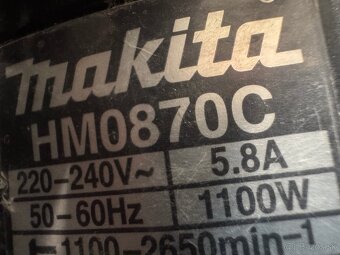 makita
HM0870C
220-240V~ 5.8A
50-60Hz 1100W
1100-2650min-1